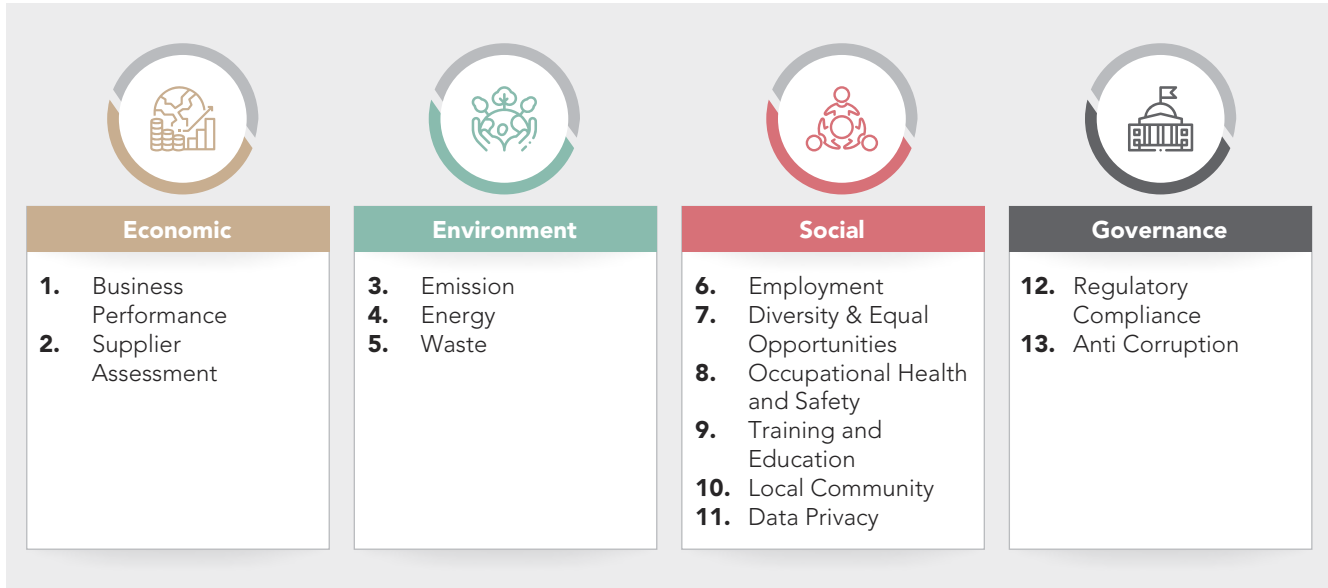 Economic
1. Business
Performance
2. Supplier
Assessment
Environment
3. Emission
4. Energy
5. Waste
Social
6. Employment
7. Diversity & Equal
Opportunities
8. Occupational Health
and Safety
9. Training and
Education
10. Local Community
11. Data Privacy
Governance
12. Regulatory
Compliance
13. Anti Corruption